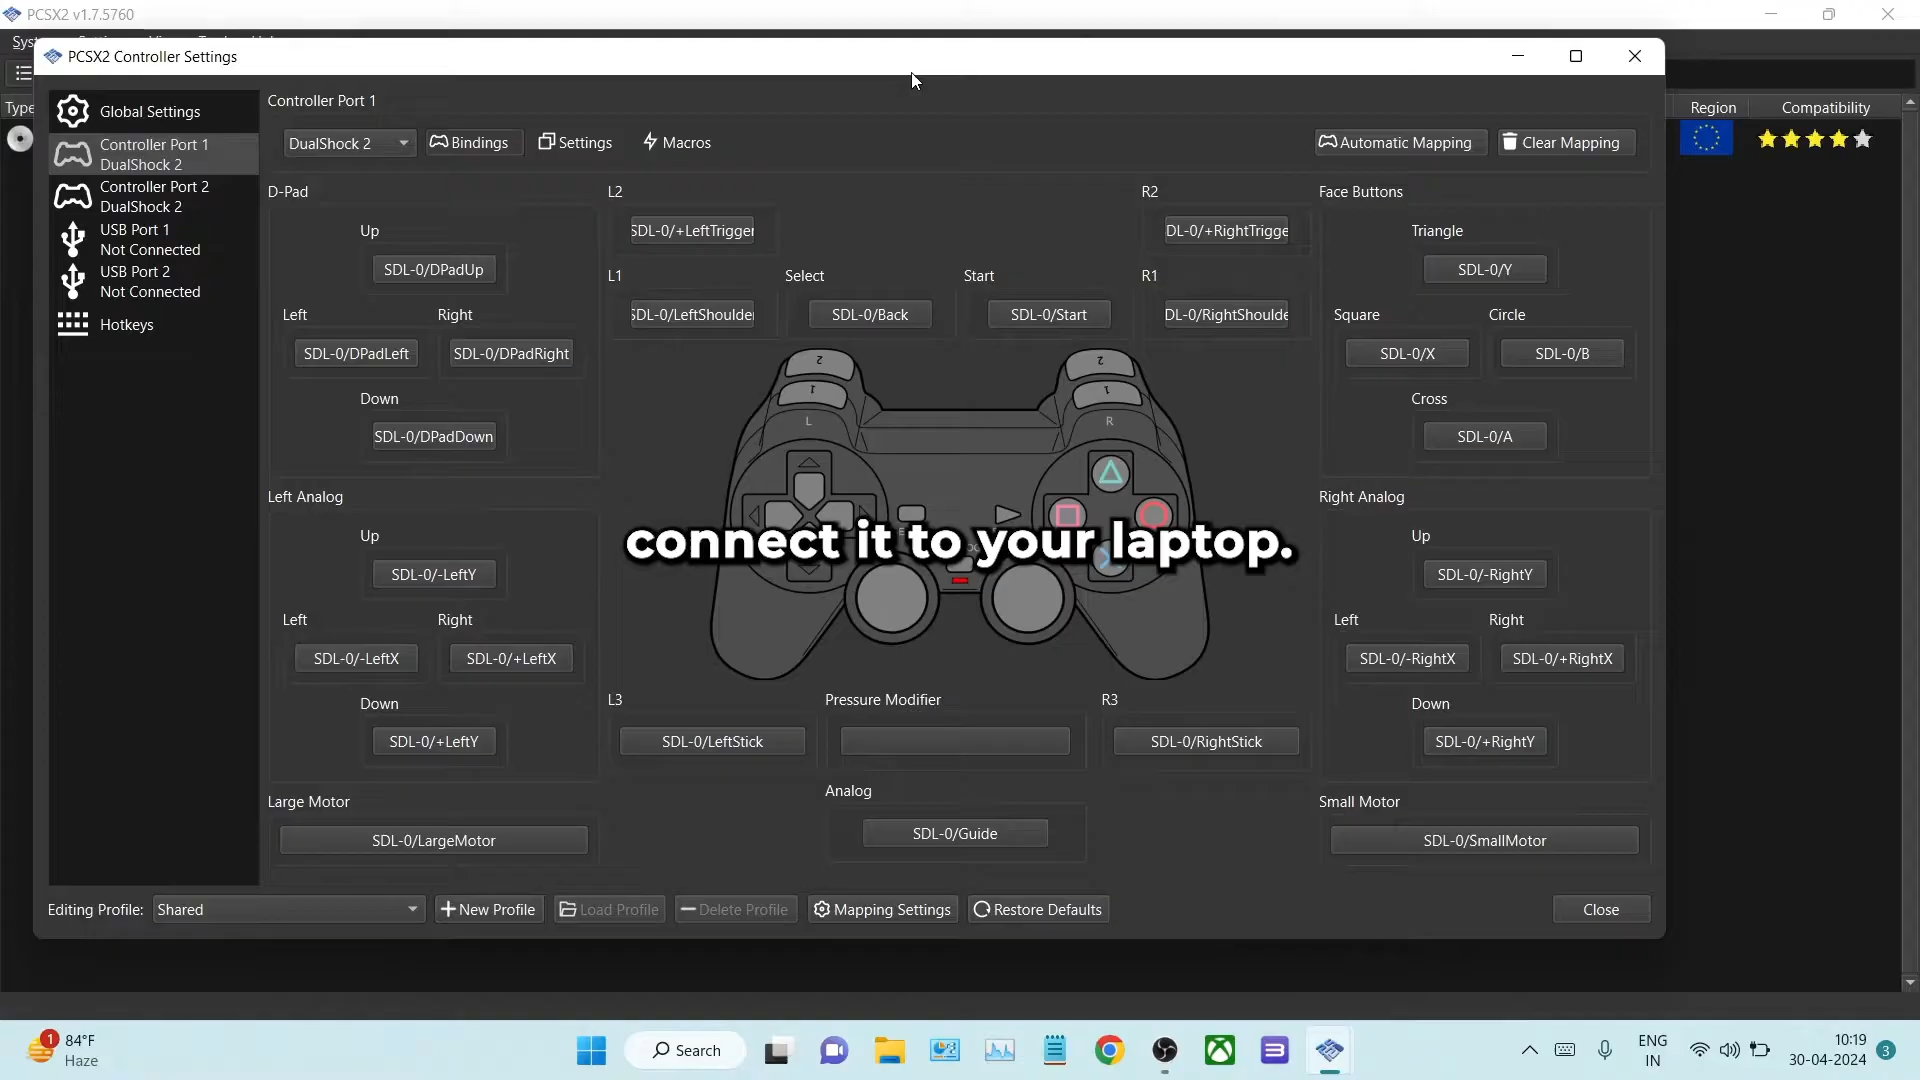 PCSX2 v1.7.5760
PCSX2 Controller Settings
Type
Region
Compatibility
Global Settings
Controller Port 1
DualShock 2
Controller Port 2
DualShock 2
USB Port 1
Not Connected
USB Port 2
Not Connected
Hotkeys
Controller Port 1
DualShock 2
Bindings
Settings
Macros
Automatic Mapping
Clear Mapping
D-Pad
Up
SDL-0/DPadUp
Left
Right
SDL-0/DPadLeft
SDL-0/DPadRight
Down
SDL-0/DPadDown
L2
SDL-0/+LeftTrigger
R2
DL-0/+RightTrigge
L1
Select
Start
R1
SDL-0/LeftShoulder
SDL-0/Back
SDL-0/Start
DL-0/RightShoulde
Face Buttons
Triangle
SDL-0/Y
Square
Circle
SDL-0/X
SDL-0/B
Cross
SDL-0/A
2
2
1
1
L
R
connect it to your laptop.
Left Analog
Up
SDL-0/-LeftY
Left
Right
SDL-0/-LeftX
SDL-0/+LeftX
Down
SDL-0/+LeftY
Right Analog
Up
SDL-0/-RightY
Left
Right
SDL-0/-RightX
SDL-0/+RightX
Down
SDL-0/+RightY
L3
Pressure Modifier
R3
SDL-0/LeftStick
SDL-0/RightStick
Analog
SDL-0/Guide
Large Motor
SDL-0/LargeMotor
Small Motor
SDL-0/SmallMotor
Editing Profile:
Shared
New Profile
Load Profile
Delete Profile
Mapping Settings
Restore Defaults
Close
1
84°F
Haze
Search
ENG
IN
10:19
30-04-2024
3